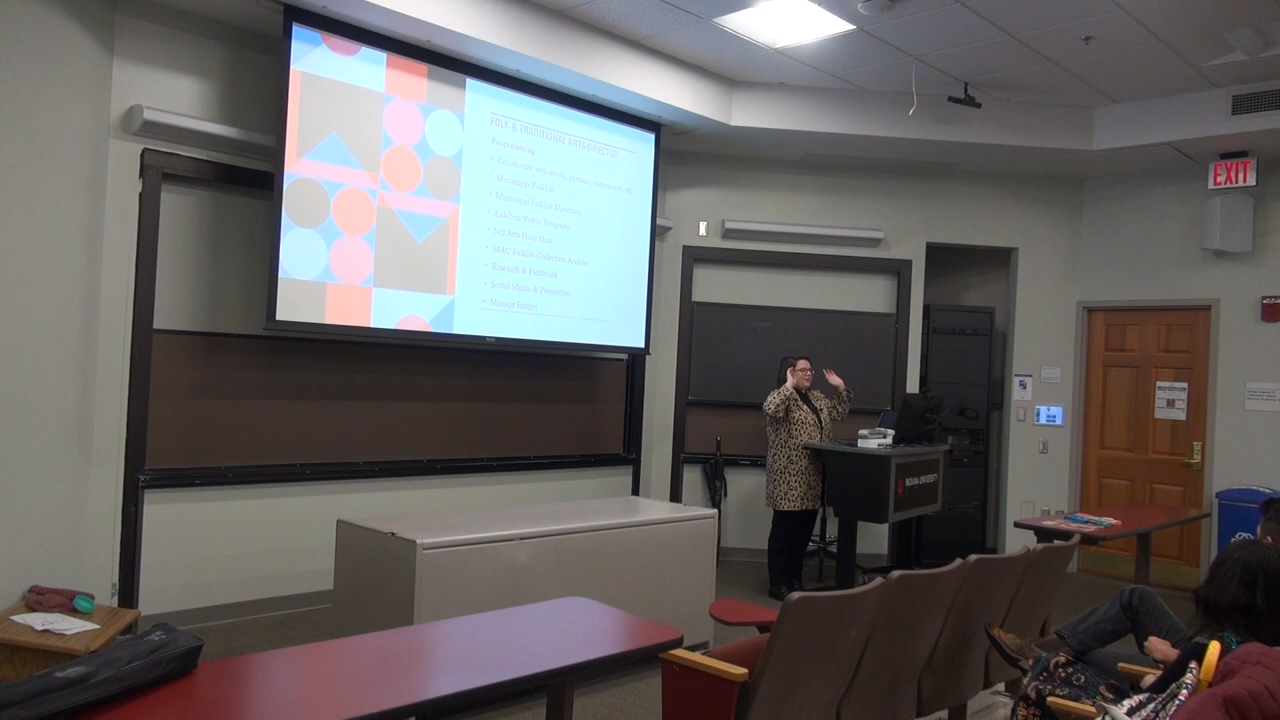 FOLK & TRADITIONAL ARTS DIRECTOR
Programming
• Collaborate with artists, partners, communities, etc
• Mississippi Folklife
• Mississippi Folklife Directory
• Exhibits/Public Programs
• MS Arts Hour Host
• MAC Folklife Collection Archive
• Research & Fieldwork
• Social Media & Promotion
• Manage Budget
EXIT
INDIANA UNIVERSITY